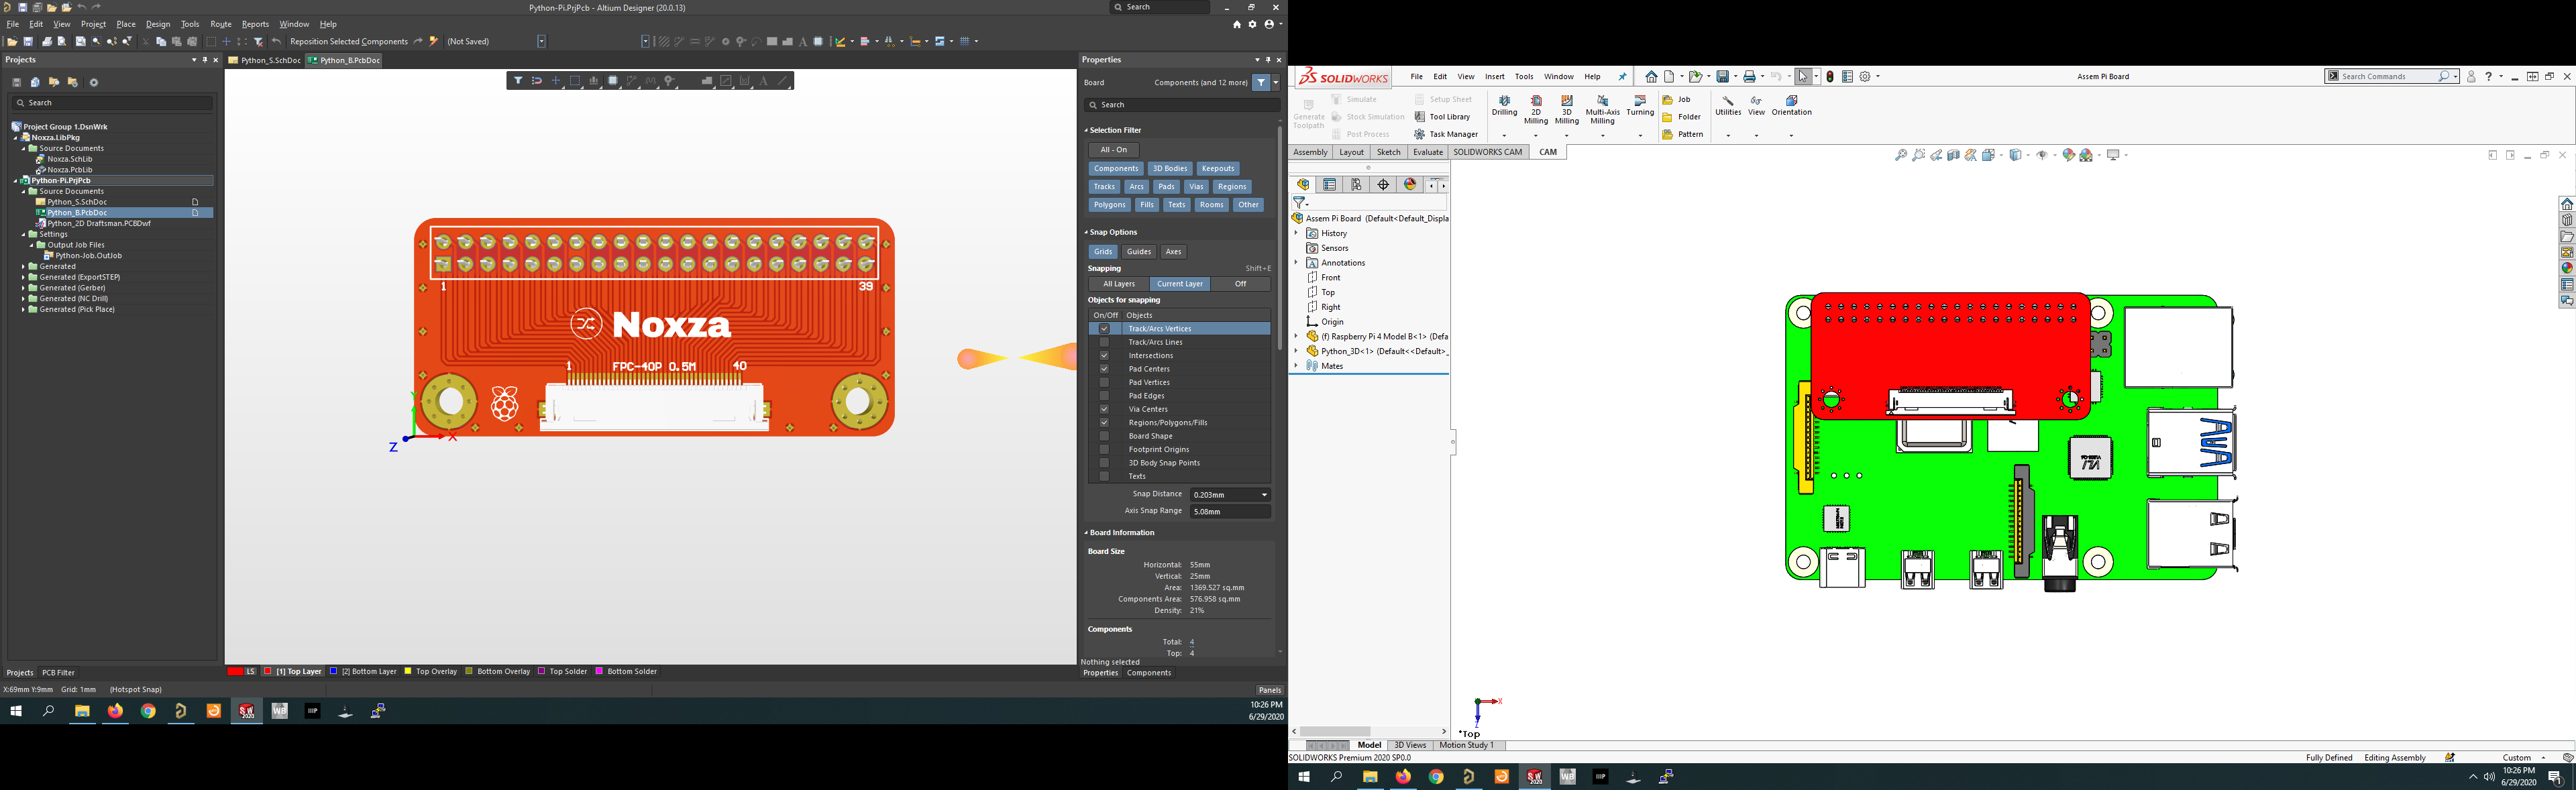 Python-Pi.PrjPcb - Altium Designer (20.0.13)
Search
File Edit View Project Place Design Tools Route Reports Window Help
Reposition Selected Components
(Not Saved)
Projects
Python_S.SchDoc
Python_B.PcbDoc
Search
Project Group 1.DsnWrk
Noxza.LibPkg
Source Documents
Noxza.SchLib
Noxza.PcbLib
Python-Pi.PrjPcb
Source Documents
Python_S.SchDoc
Python_B.PcbDoc
Python_2D Draftsman.PCBDwf
Settings
Output Job Files
Python-Job.OutJob
Generated
Generated (ExportSTEP)
Generated (Gerber)
Generated (NC Drill)
Generated (Pick Place)
Projects PCB Filter
1 39
Noxza
1 FPC-40P 0.5M 40
Y
X
Z
LS [1] Top Layer [2] Bottom Layer Top Overlay Bottom Overlay Top Solder Bottom Solder
X:69mm Y:9mm Grid: 1mm (Hotspot Snap)
Properties
Board Components (and 12 more)
Search
Selection Filter
All - On
Components 3D Bodies Keepouts
Tracks Arcs Pads Vias Regions
Polygons Fills Texts Rooms Other
Snap Options
Grids Guides Axes
Snapping Shift+E
All Layers Current Layer Off
Objects for snapping
On/Off Objects
Track/Arcs Vertices
Track/Arcs Lines
Intersections
Pad Centers
Pad Vertices
Pad Edges
Via Centers
Regions/Polygons/Fills
Board Shape
Footprint Origins
3D Body Snap Points
Texts
Snap Distance 0.203mm
Axis Snap Range 5.08mm
Board Information
Board Size
Horizontal: 55mm
Vertical: 25mm
Area: 1369.527 sq.mm
Components Area: 576.958 sq.mm
Density: 21%
Components
Total: 4
Top: 4
Nothing selected
Properties Components
Panels
10:26 PM
6/29/2020
SOLIDWORKS
File Edit View Insert Tools Window Help
Assem Pi Board
Search Commands
Generate Toolpath
Simulate
Stock Simulation
Post Process
Setup Sheet
Tool Library
Task Manager
Drilling
2D Milling
3D Milling
Multi-Axis Milling
Turning
Job
Folder
Pattern
Utilities
View
Orientation
Assembly Layout Sketch Evaluate SOLIDWORKS CAM CAM
Assem Pi Board (Default<Default_Displa
History
Sensors
Annotations
Front
Top
Right
Origin
(f) Raspberry Pi 4 Model B<1> (Defa
Python_3D<1> (Default<<Default>_
Mates
X
Z
*Top
Model 3D Views Motion Study 1
SOLIDWORKS Premium 2020 SP0.0
Fully Defined Editing Assembly Custom
10:26 PM
6/29/2020